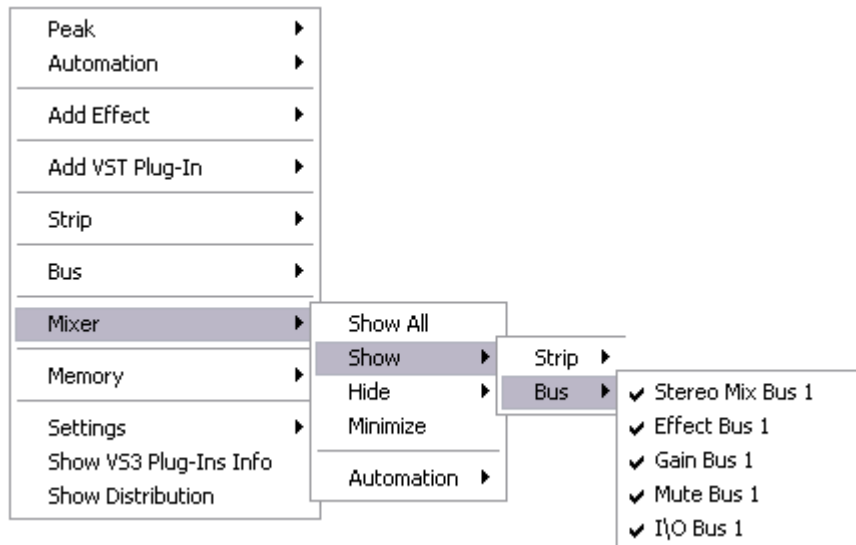 Peak
Automation
Add Effect
Add VST Plug-In
Strip
Bus
Mixer
Memory
Settings
Show VS3 Plug-Ins Info
Show Distribution
Show All
Show
Hide
Minimize
Automation
Strip
Bus
Stereo Mix Bus 1
Effect Bus 1
Gain Bus 1
Mute Bus 1
I\O Bus 1